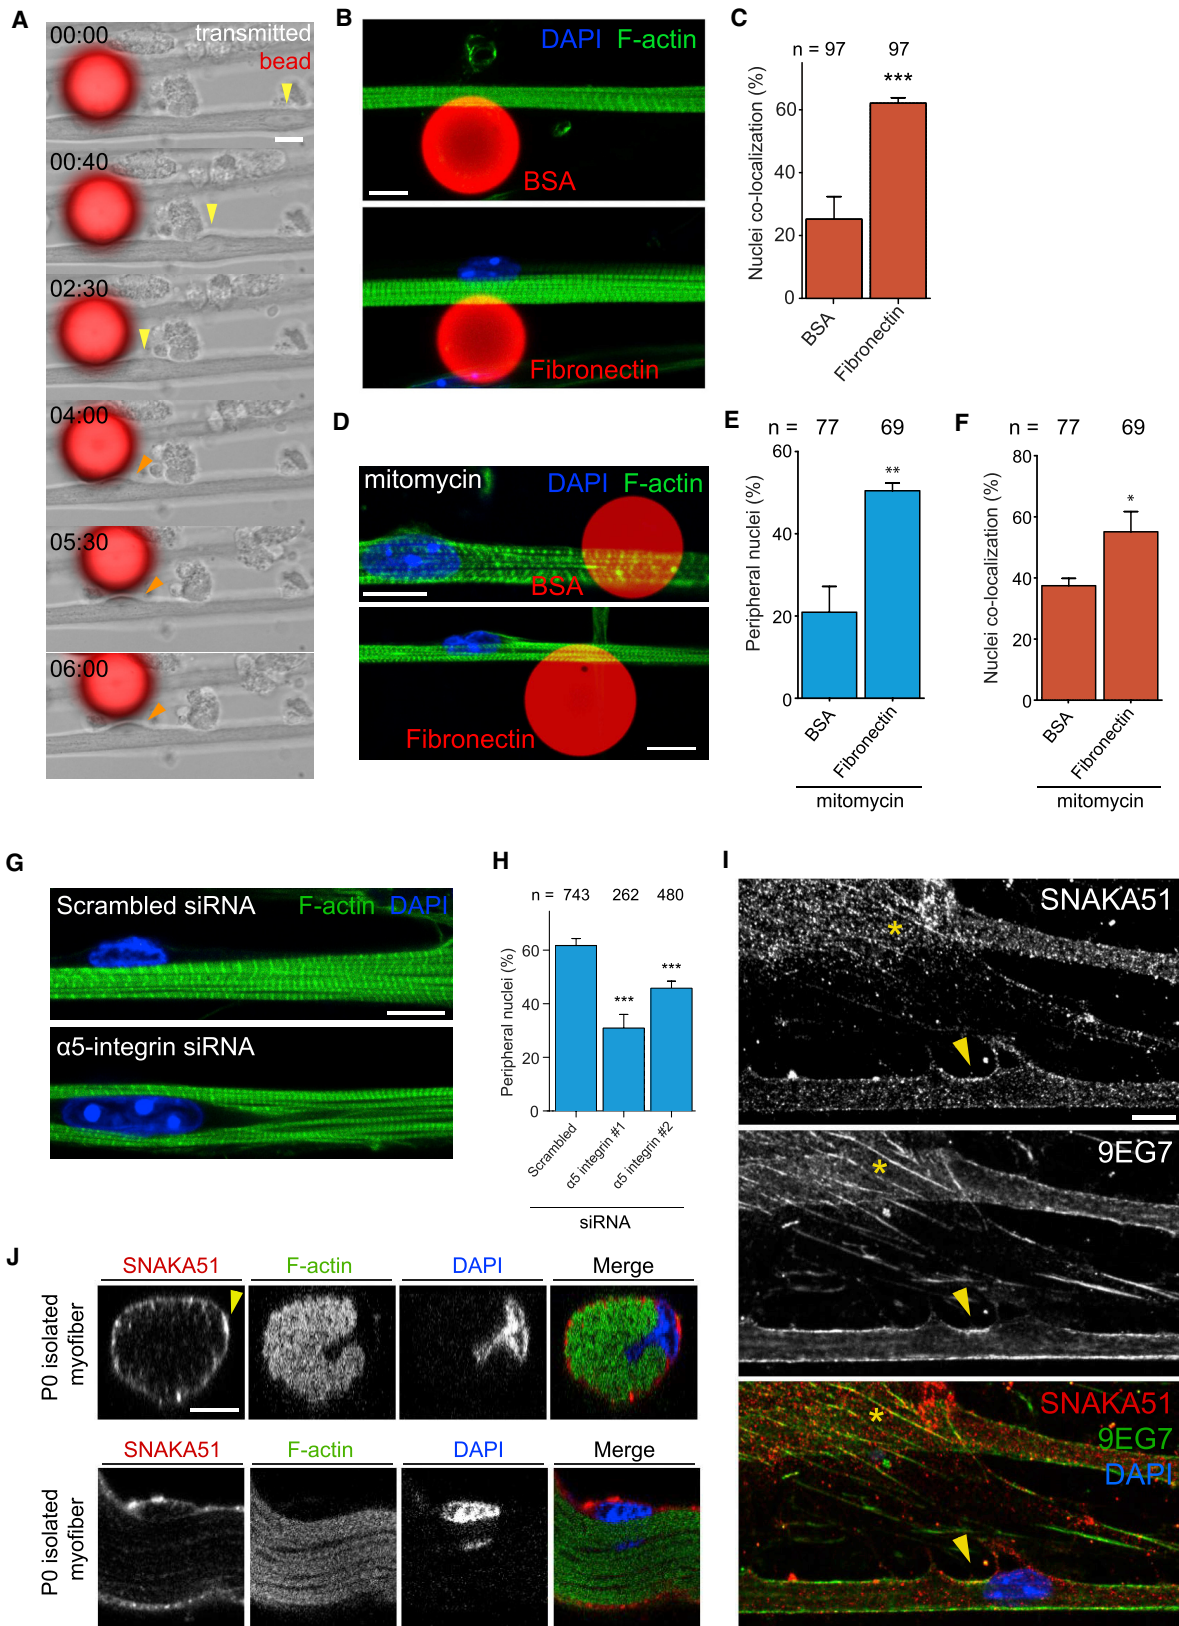 A
00:00
transmitted
bead
00:40
02:30
04:00
05:30
06:00
B
DAPI F-actin
BSA
Fibronectin
C
n = 97 97
***
Nuclei co-localization (%)
60
40
20
0
BSA
Fibronectin
D
mitomycin
DAPI F-actin
BSA
Fibronectin
E
n = 77 69
**
Peripheral nuclei (%)
60
40
20
0
BSA
Fibronectin
mitomycin
F
n = 77 69
*
Nuclei co-localization (%)
80
60
40
20
0
BSA
Fibronectin
mitomycin
G
Scrambled siRNA F-actin DAPI
α5-integrin siRNA
H
n = 743 262 480
***
***
Peripheral nuclei (%)
60
40
20
0
Scrambled
α5 integrin #1
α5 integrin #2
siRNA
I
SNAKA51
*
9EG7
*
SNAKA51
9EG7
DAPI
*
J
SNAKA51 F-actin DAPI Merge
P0 isolated
myofiber
SNAKA51 F-actin DAPI Merge
P0 isolated
myofiber